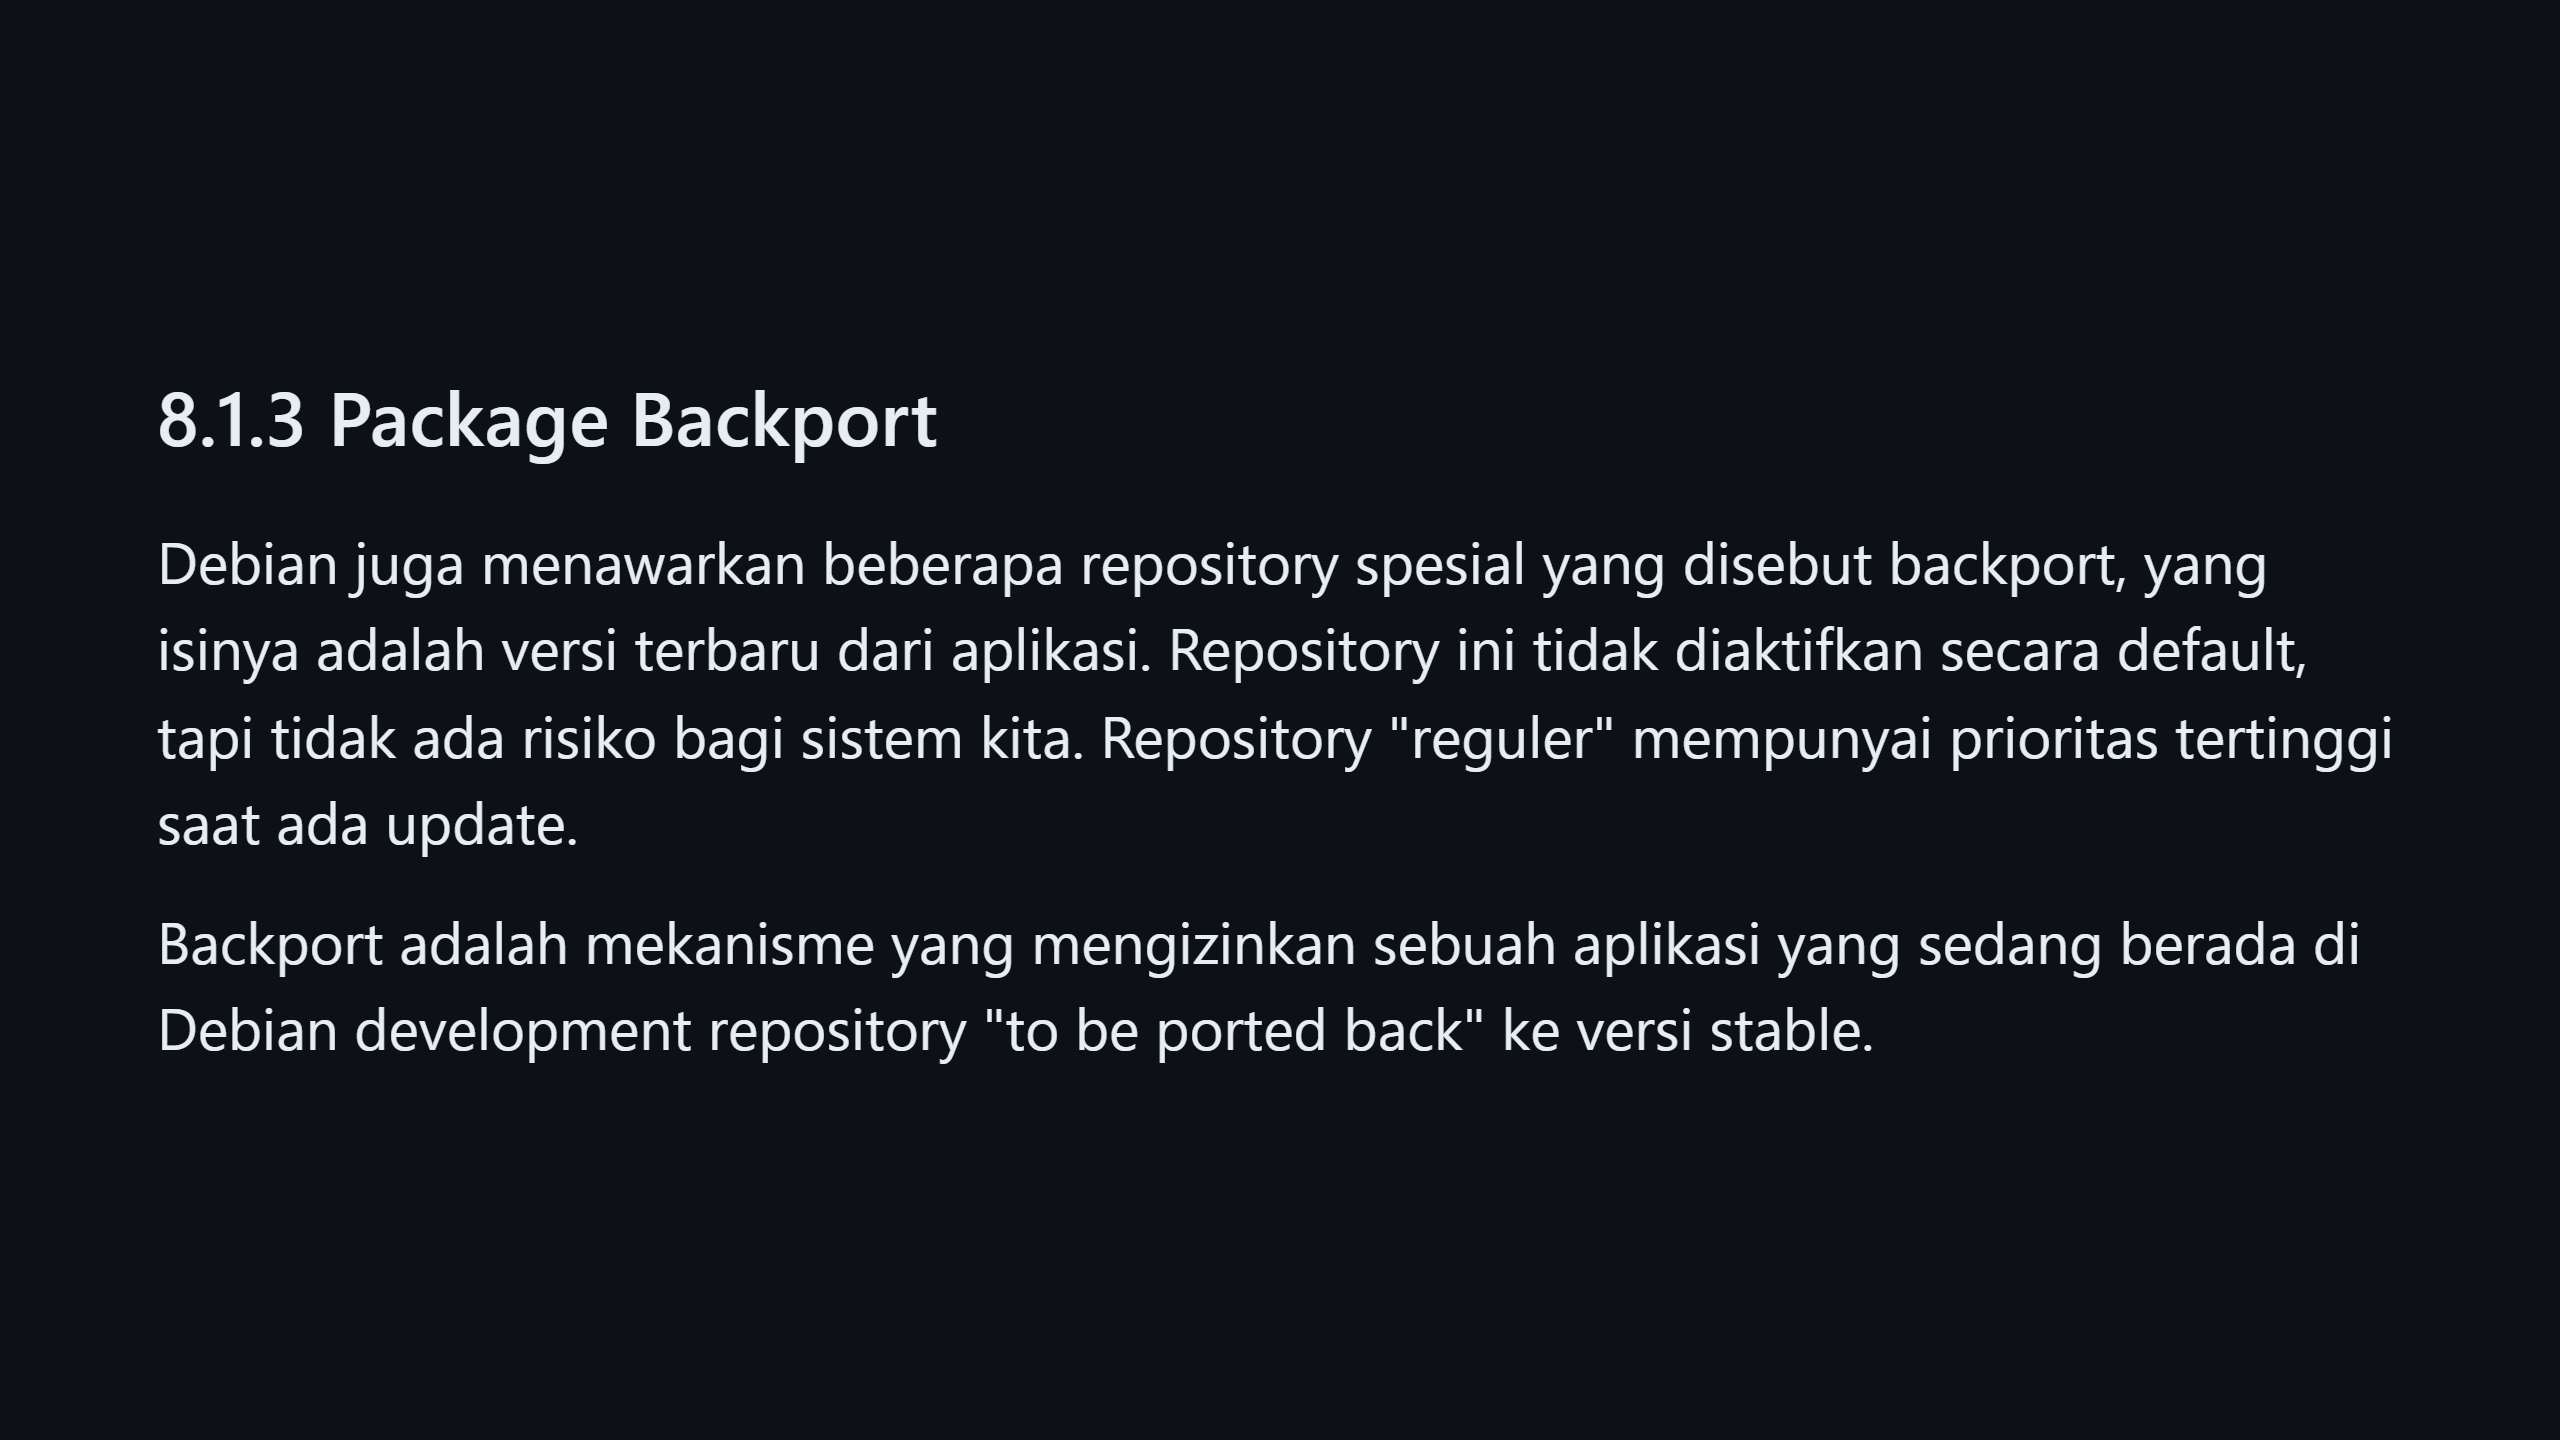 8.1.3 Package Backport
Debian juga menawarkan beberapa repository spesial yang disebut backport, yang
isinya adalah versi terbaru dari aplikasi. Repository ini tidak diaktifkan secara default,
tapi tidak ada risiko bagi sistem kita. Repository "reguler" mempunyai prioritas tertinggi
saat ada update.
Backport adalah mekanisme yang mengizinkan sebuah aplikasi yang sedang berada di
Debian development repository "to be ported back" ke versi stable.